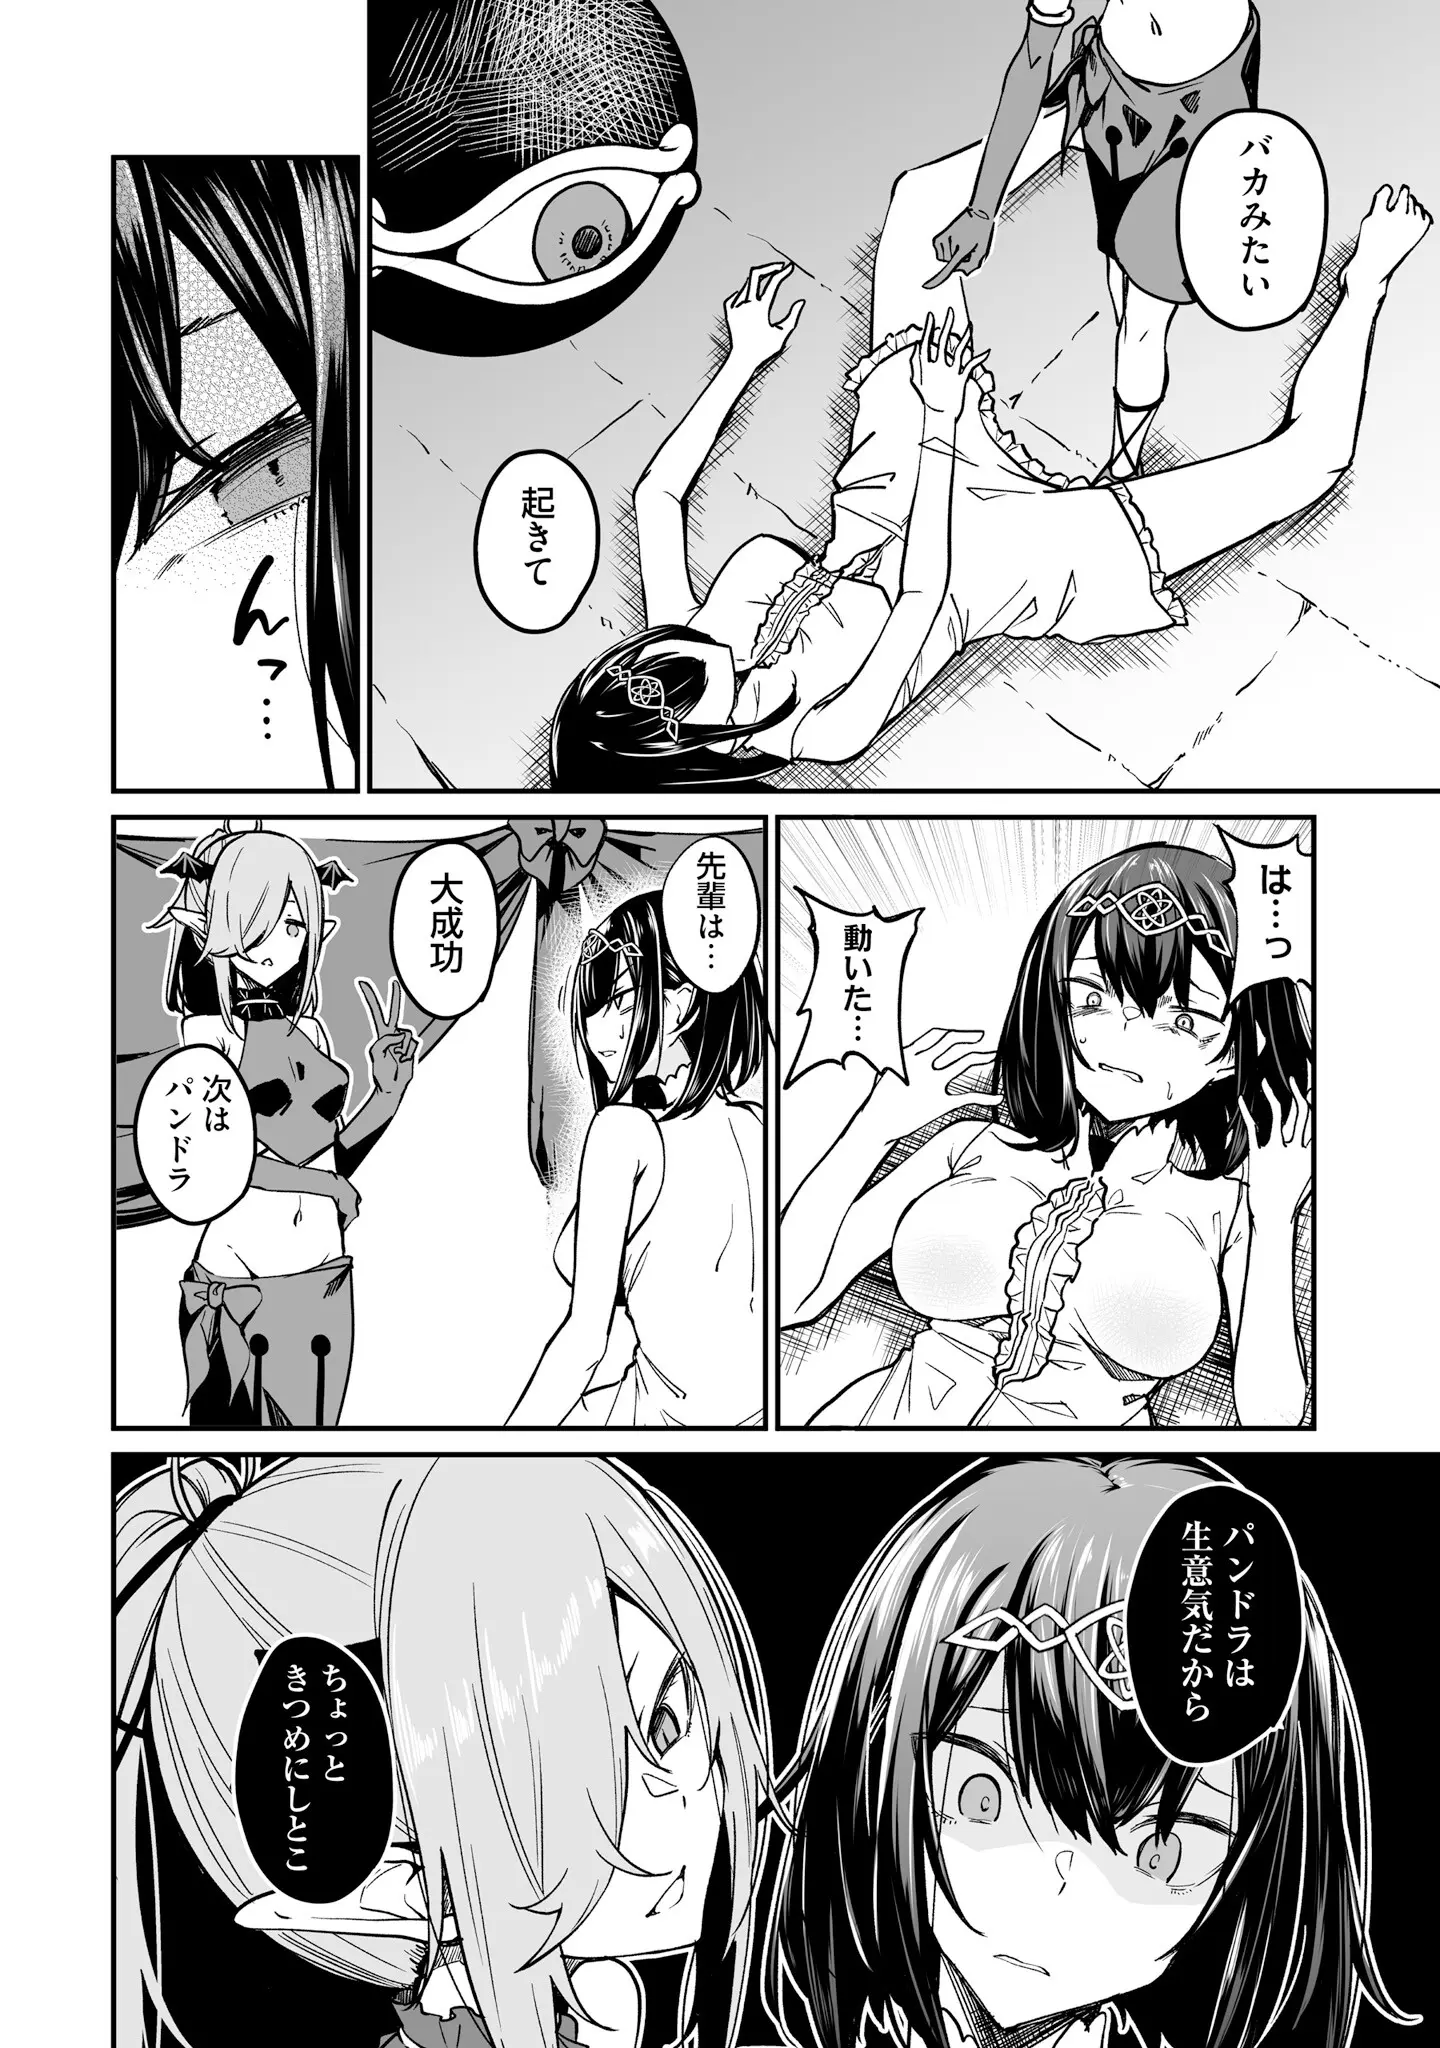 バカみたい
起きて
んっ……
は…っ
動いた…
先輩は…
大成功
次は
パンドラ
パンドラは
生意気だから
ちょっと
きつめにしとこ